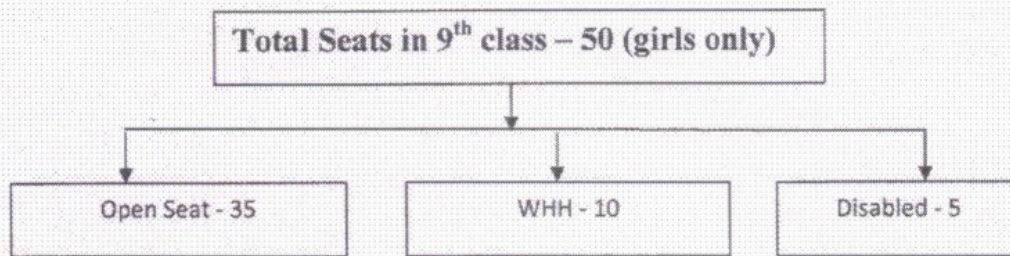 Total Seats in 9th class – 50 (girls only)
Open Seat - 35
WHH - 10
Disabled - 5